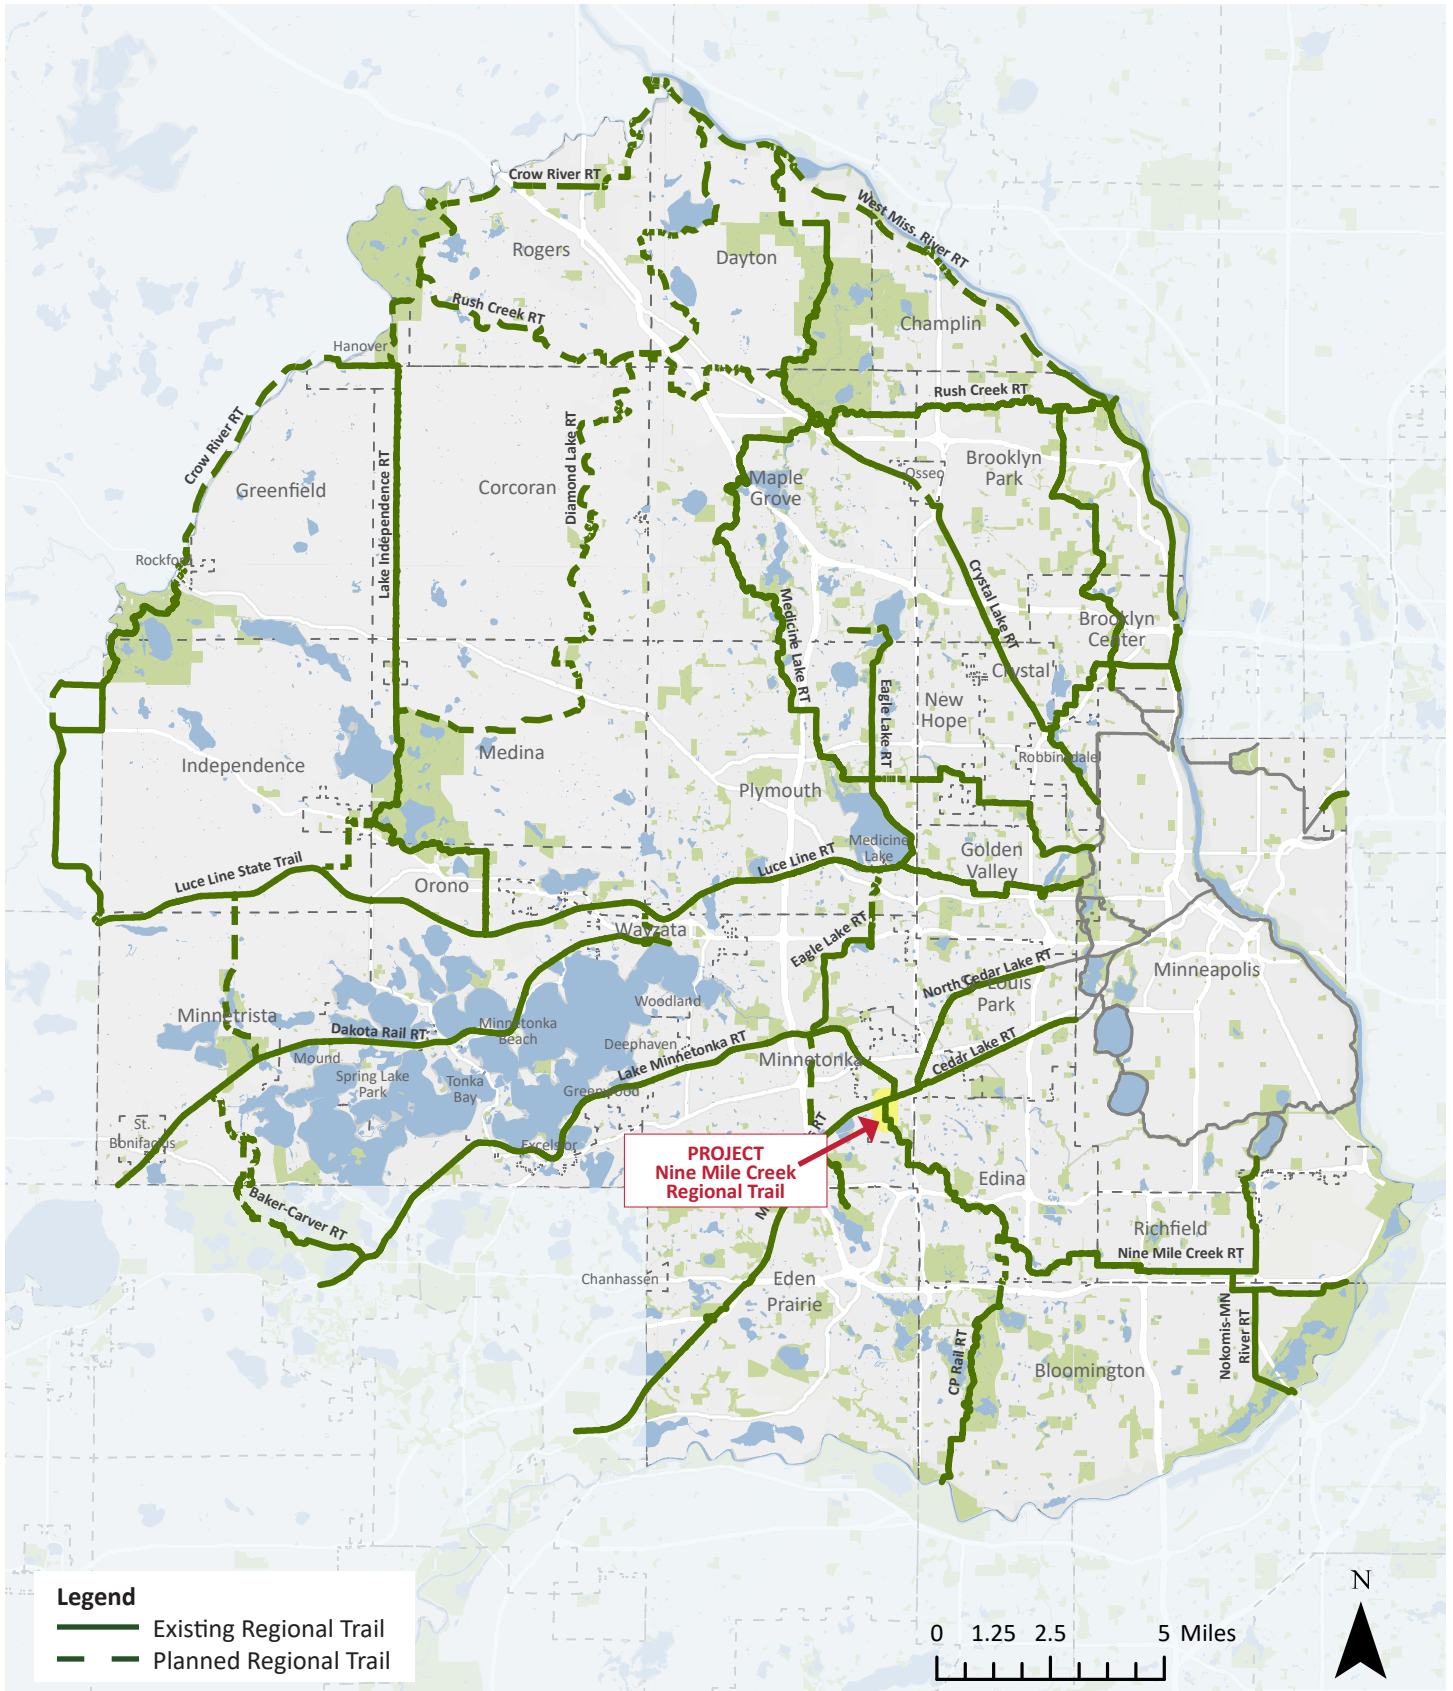 Crow River RT
West Miss. River RT
Rogers
Dayton
Rush Creek RT
Champlin
Hanover
Rush Creek RT
Crow River RT
Diamond Lake RT
Lake Independence RT
Greenfield
Corcoran
Maple
Grove
Osseo
Brooklyn
Park
Rockford
Crystal Lake RT
Medicine Lake RT
Brooklyn
Center
Crystal
Eagle Lake RT
New
Hope
Medina
Independence
Robbinsdale
Plymouth
Medicine
Lake
Golden
Valley
Luce Line State Trail
Luce Line RT
Orono
Wayzata
Eagle Lake RT
North Cedar Lake RT
Louis
Park
Minneapolis
Woodland
Minnetrista
Minnetonka
Beach
Dakota Rail RT
Deephaven
Lake Minnetonka RT
Minnetonka
Cedar Lake RT
Mound
Spring Lake
Park
Tonka
Bay
Greenwood
St.
Bonifacius
Excelsior
RT
PROJECT
Nine Mile Creek
Regional Trail
Edina
Baker-Carver RT
Richfield
Nine Mile Creek RT
Chanhassen
Eden
Prairie
Nokomis-MN
River RT
CP Rail RT
Bloomington
Legend
Existing Regional Trail
Planned Regional Trail
N
0 1.25 2.5 5 Miles